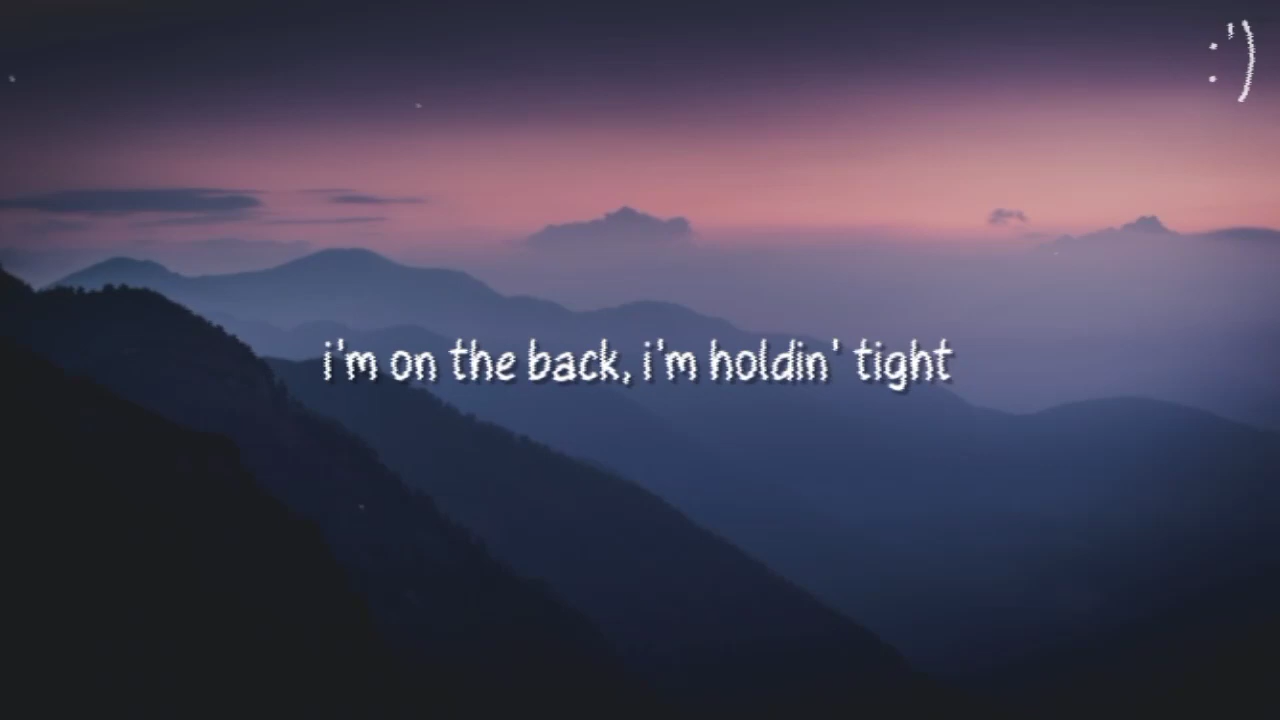 :')
i'm on the back, i'm holdin' tight